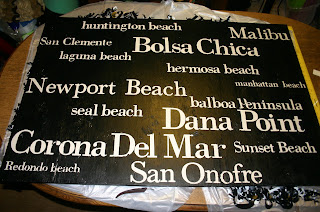 huntington beach
Malibu
San Clemente
Bolsa Chica
laguna beach
hermosa beach
Newport Beach
manhattan beach
balboa Peninsula
seal beach
Dana Point
Corona Del Mar
Sunset Beach
Redondo beach
San Onofre